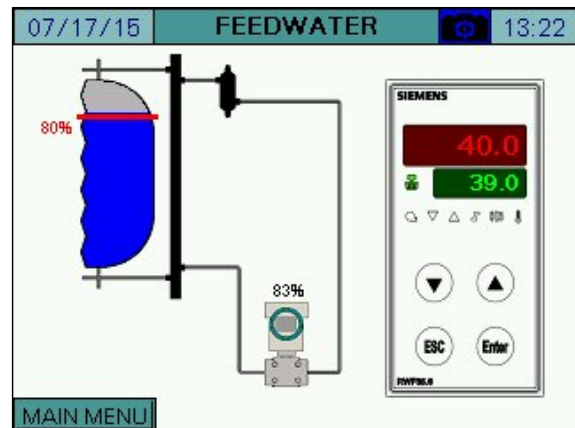 07/17/15 FEEDWATER 13:22
SIEMENS
80%
40.0
39.0
83%
ESC Enter
MAIN MENU